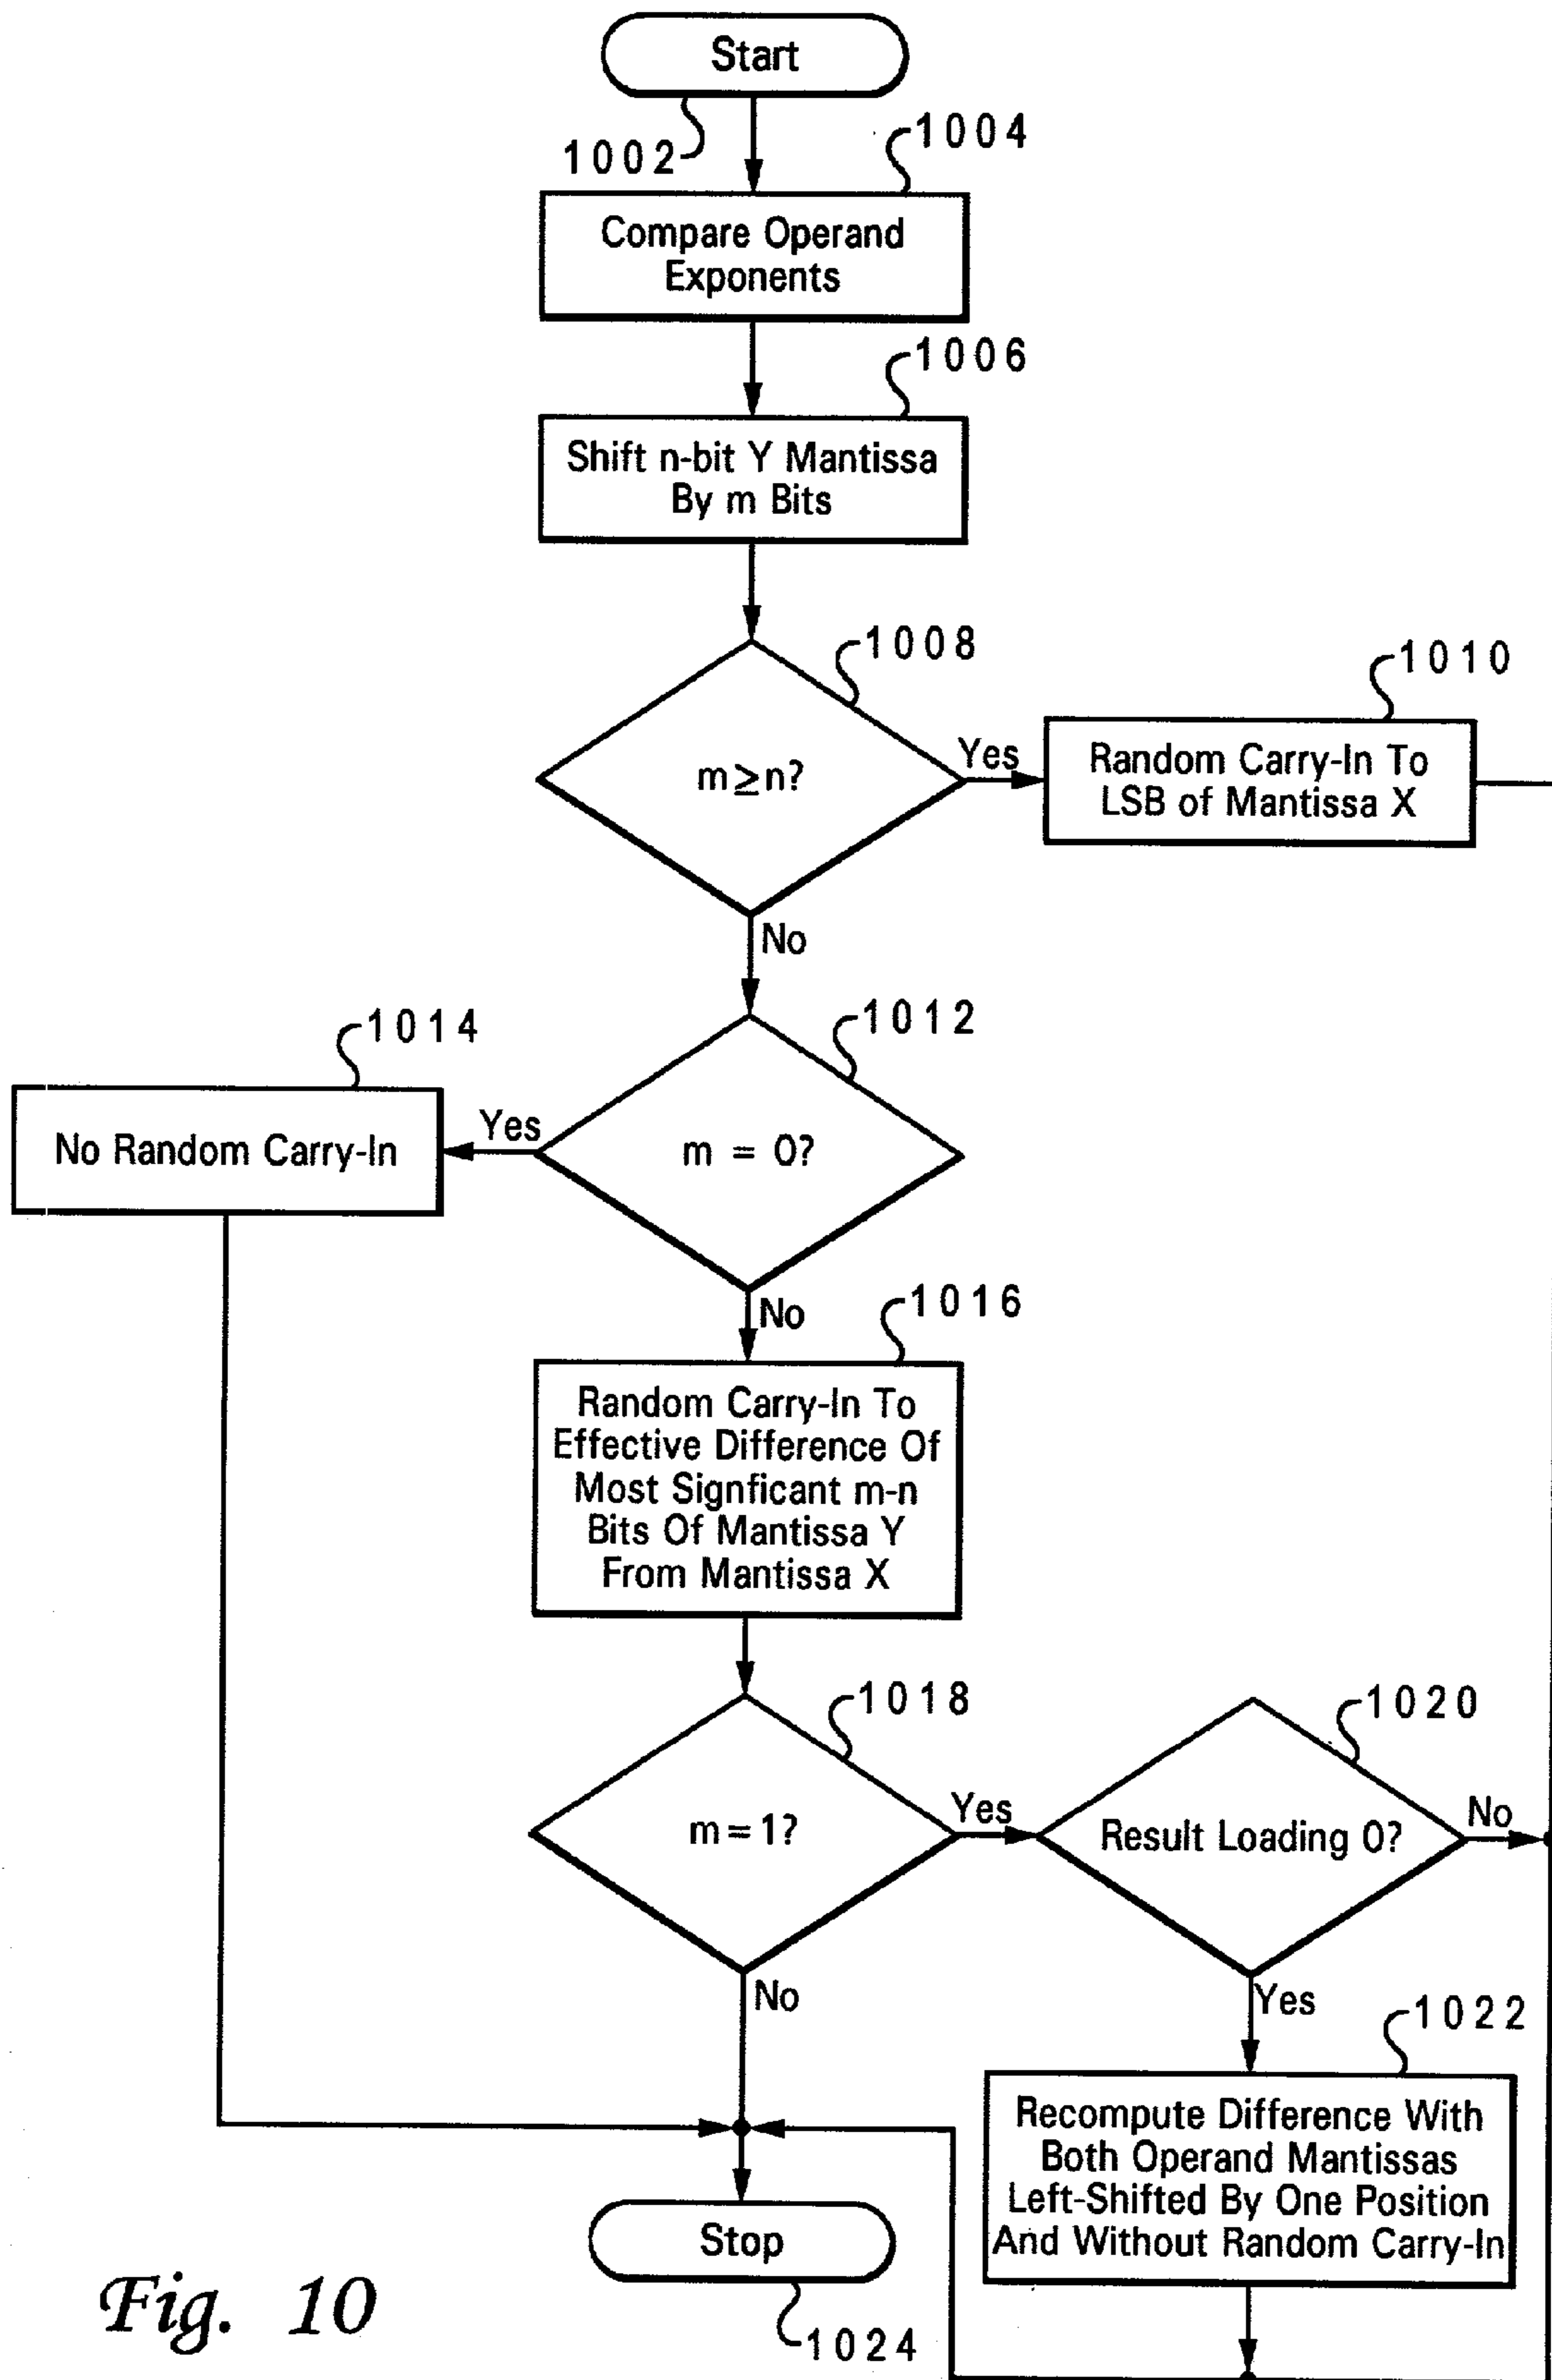 Start
1002
1004
Compare Operand
Exponents
1006
Shift n-bit Y Mantissa
By m Bits
1008
m≥n?
Yes
1010
Random Carry-In To
LSB of Mantissa X
No
1012
m = 0?
Yes
1014
No Random Carry-In
No
1016
Random Carry-In To
Effective Difference Of
Most Signficant m-n
Bits Of Mantissa Y
From Mantissa X
1018
m=1?
Yes
1020
Result Loading 0?
No
No
Yes
1022
Recompute Difference With
Both Operand Mantissas
Left-Shifted By One Position
And Without Random Carry-In
Stop
1024
Fig. 10